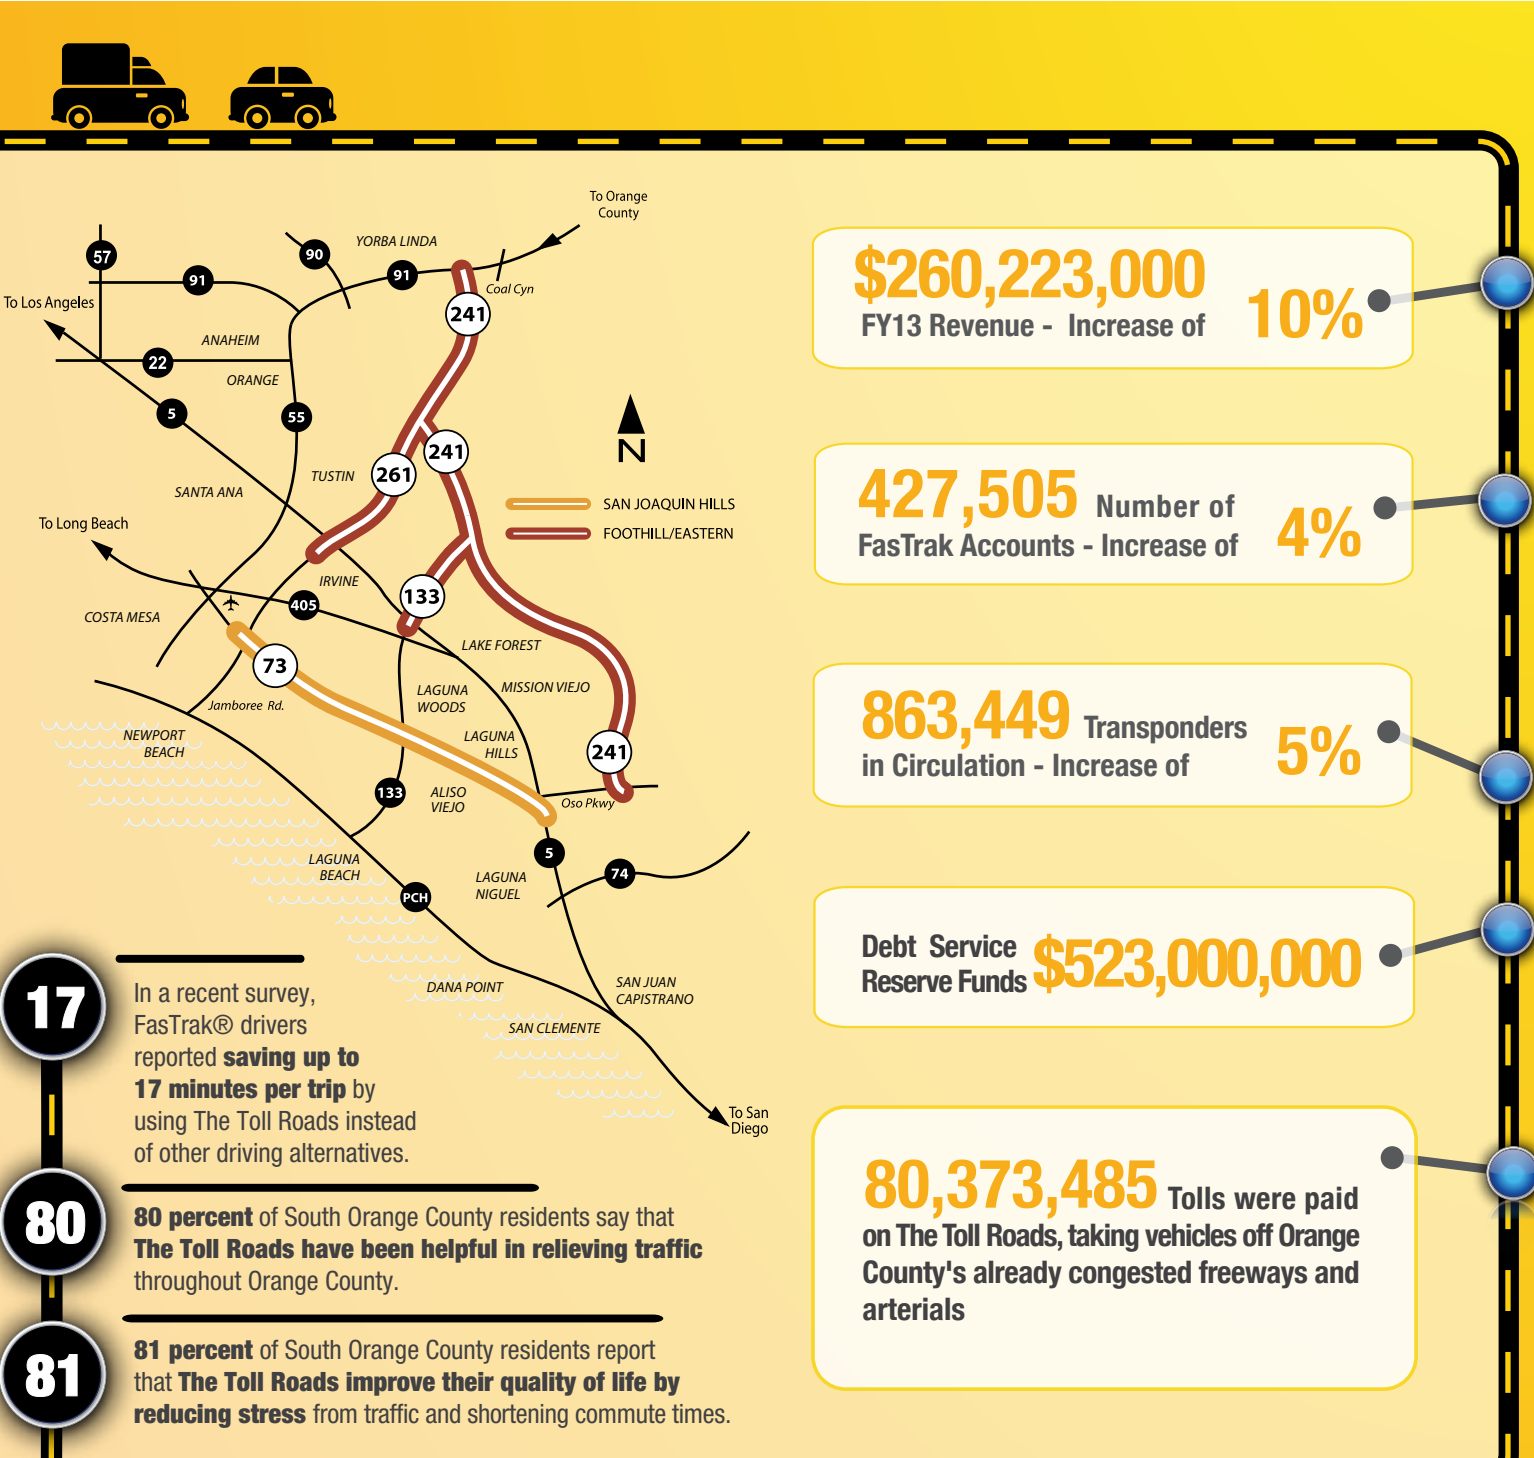 To Orange
County
YORBA LINDA
57
90
91
91
Coal Cyn
To Los Angeles
241
ANAHEIM
22
ORANGE
5
55
241
TUSTIN
261
SANTA ANA
N
SAN JOAQUIN HILLS
To Long Beach
FOOTHILL/EASTERN
IRVINE
405
133
COSTA MESA
LAKE FOREST
73
Jamboree Rd.
LAGUNA
WOODS
MISSION VIEJO
NEWPORT
BEACH
LAGUNA
HILLS
241
133
ALISO
VIEJO
Oso Pkwy
5
LAGUNA
BEACH
74
LAGUNA
NIGUEL
PCH
DANA POINT
SAN JUAN
CAPISTRANO
SAN CLEMENTE
To San
Diego
17
In a recent survey,
FasTrak® drivers
reported saving up to
17 minutes per trip by
using The Toll Roads instead
of other driving alternatives.
80
80 percent of South Orange County residents say that
The Toll Roads have been helpful in relieving traffic
throughout Orange County.
81
81 percent of South Orange County residents report
that The Toll Roads improve their quality of life by
reducing stress from traffic and shortening commute times.
$260,223,000
FY13 Revenue - Increase of 10%
427,505 Number of
FasTrak Accounts - Increase of 4%
863,449 Transponders
in Circulation - Increase of 5%
Debt Service
Reserve Funds $523,000,000
80,373,485 Tolls were paid
on The Toll Roads, taking vehicles off Orange
County's already congested freeways and
arterials